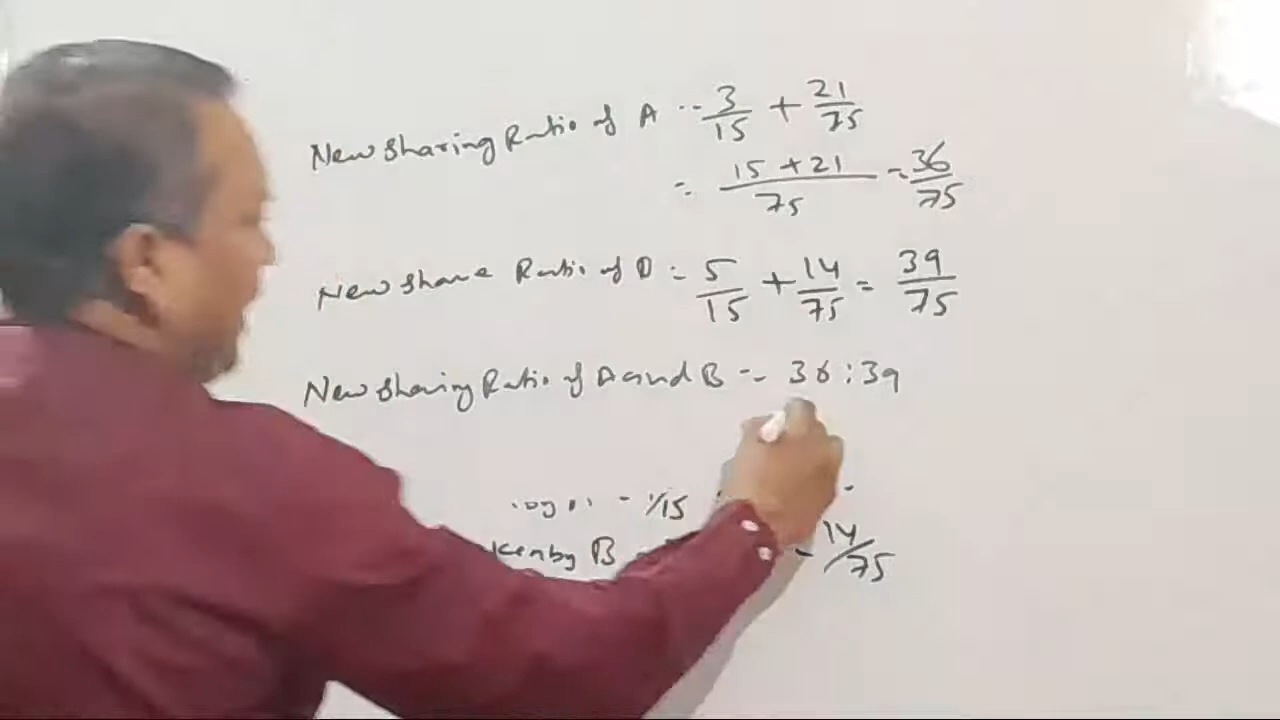 New sharing Ratio of A -- 3/15 + 21/75
= 15 + 21/75 = 36/75
New share Ratio of D = 5/15 + 14/75 = 39/75
New sharing Ratio of A and B = 36 : 39
- 1/15
ken by B - 14/75